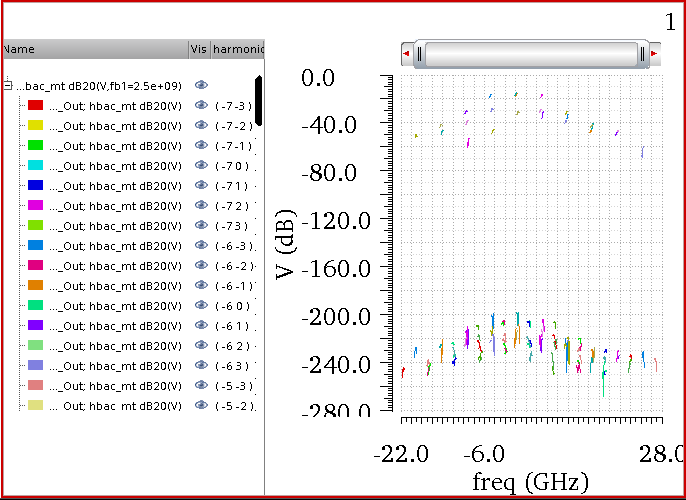 1
Name Vis harmonic
...bac_mt dB20(V,fb1=2.5e+09)
..._Out; hbac_mt dB20(V) (-7 -3)
..._Out; hbac_mt dB20(V) (-7 -2)
..._Out; hbac_mt dB20(V) (-7 -1)
..._Out; hbac_mt dB20(V) (-7 0)
..._Out; hbac_mt dB20(V) (-7 1)
..._Out; hbac_mt dB20(V) (-7 2)
..._Out; hbac_mt dB20(V) (-7 3)
..._Out; hbac_mt dB20(V) (-6 -3)
..._Out; hbac_mt dB20(V) (-6 -2)
..._Out; hbac_mt dB20(V) (-6 -1)
..._Out; hbac_mt dB20(V) (-6 0)
..._Out; hbac_mt dB20(V) (-6 1)
..._Out; hbac_mt dB20(V) (-6 2)
..._Out; hbac_mt dB20(V) (-6 3)
..._Out; hbac_mt dB20(V) (-5 -3)
..._Out; hbac_mt dB20(V) (-5 -2)
V (dB)
0.0
-40.0
-80.0
-120.0
-160.0
-200.0
-240.0
-280.0
-22.0 -6.0 28.0
freq (GHz)